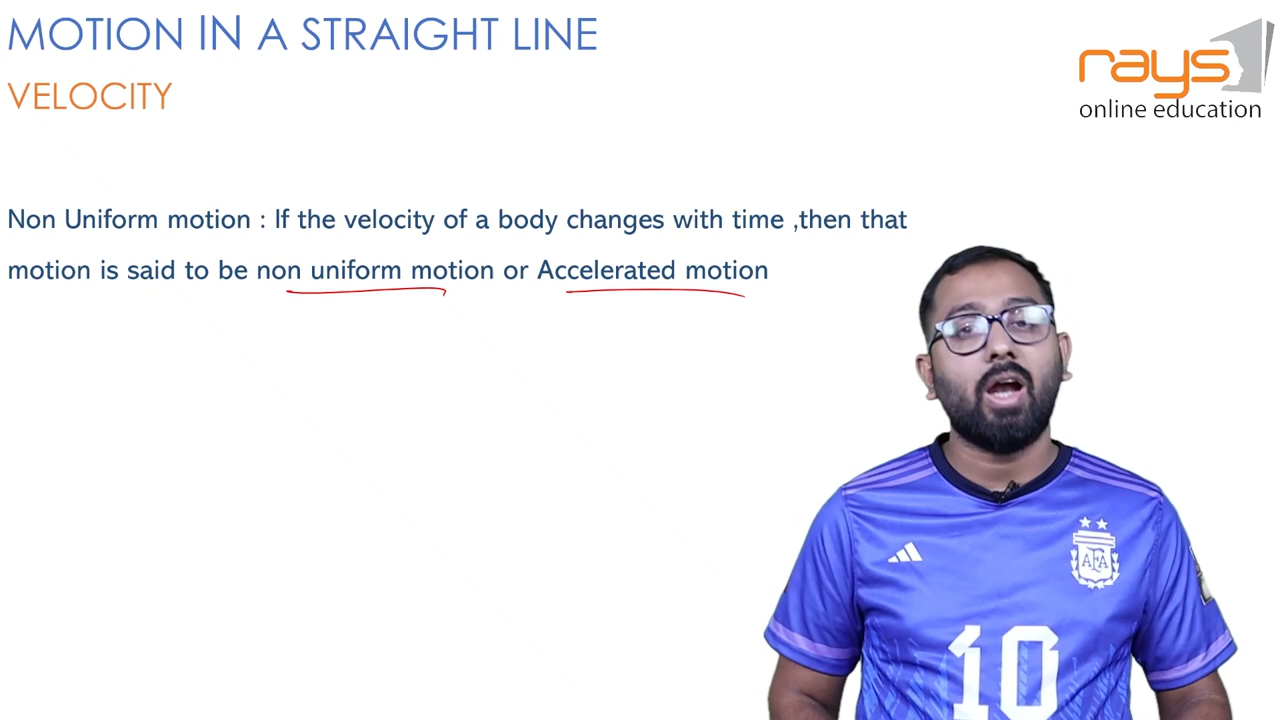 MOTION IN A STRAIGHT LINE
VELOCITY
rays
online education
Non Uniform motion : If the velocity of a body changes with time ,then that
motion is said to be non uniform motion or Accelerated motion
AFA
10